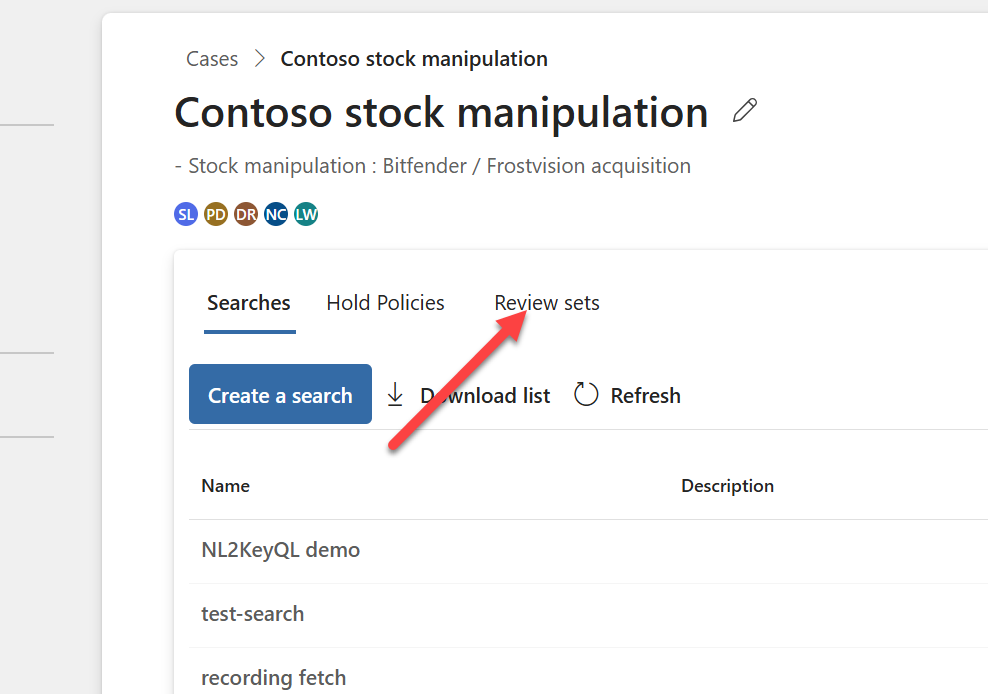 Cases > Contoso stock manipulation
Contoso stock manipulation
- Stock manipulation : Bitfender / Frostvision acquisition
SL PD DR NC LW
Searches Hold Policies Review sets
Create a search Download list Refresh
Name Description
NL2KeyQL demo
test-search
recording fetch